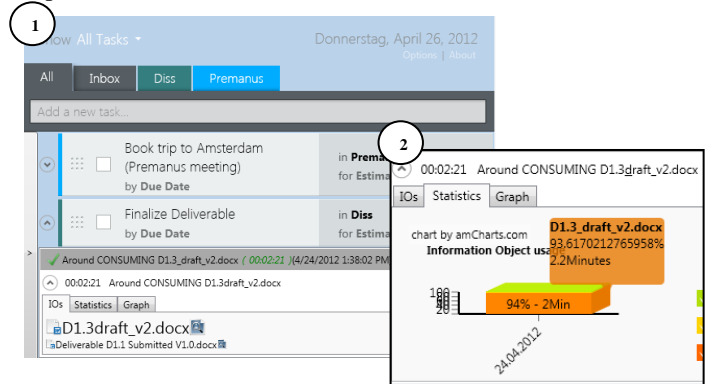 1
how All Tasks
Donnerstag, April 26, 2012
Options | About
All Inbox Diss Premanus
Add a new task...
Book trip to Amsterdam
(Premanus meeting)
by Due Date
in Prema
for Estima
Finalize Deliverable
by Due Date
in Diss
for Estima
>
Around CONSUMING D1.3_draft_v2.docx ( 00:02:21 )(4/24/2012 1:38:02 PM
00:02:21 Around CONSUMING D1.3draft_v2.docx
IOs Statistics Graph
D1.3draft_v2.docx
Deliverable D1.1 Submitted V1.0.docx
2
00:02:21 Around CONSUMING D1.3draft_v2.docx
IOs Statistics Graph
chart by amCharts.com
Information Object usa
D1.3_draft_v2.docx
93.6170212765958%
2.2Minutes
100
20
94% - 2Min
24.04.2012